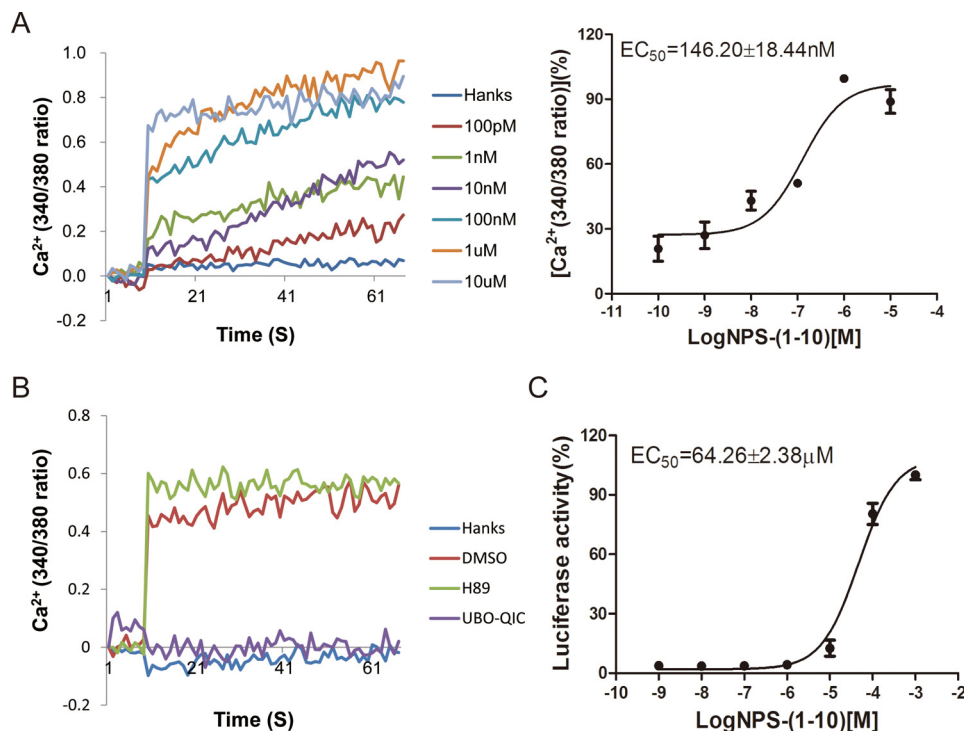 A
Ca2+ (340/380 ratio)
1.0
0.8
0.6
0.4
0.2
0.0
-0.2
1
21
41
61
Time (S)
Hanks
100pM
1nM
10nM
100nM
1uM
10uM
EC50=146.20±18.44nM
[Ca2+(340/380 ratio)](%)
120
90
60
30
0
-11 -10 -9 -8 -7 -6 -5 -4
LogNPS-(1-10)[M]
B
Ca2+ (340/380 ratio)
0.8
0.6
0.4
0.2
0
-0.2
1
21
41
61
Time (S)
Hanks
DMSO
H89
UBO-QIC
C
EC50=64.26±2.38μM
Luciferase activity(%)
120
90
60
30
0
-10 -9 -8 -7 -6 -5 -4 -3 -2
LogNPS-(1-10)[M]